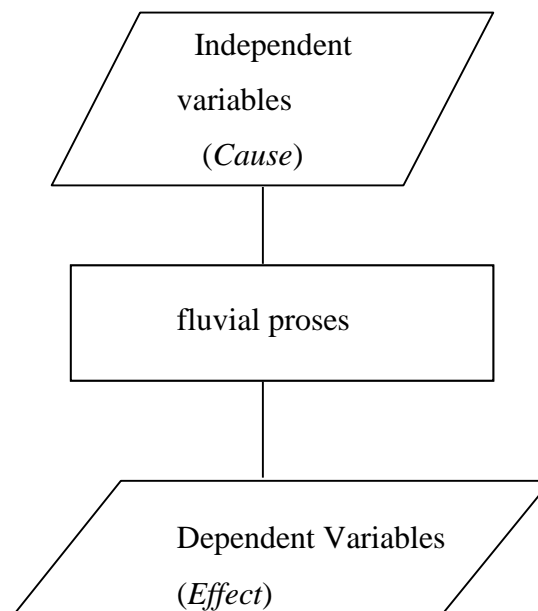 Independent
variables
(Cause)
fluvial proses
Dependent Variables
(Effect)